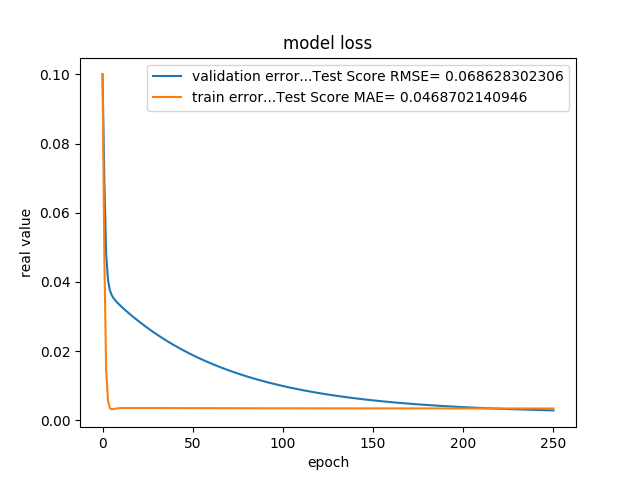 model loss
validation error...Test Score RMSE= 0.068628302306
train error...Test Score MAE= 0.0468702140946
0.10
0.08
0.06
0.04
0.02
0.00
real value
0 50 100 150 200 250
epoch